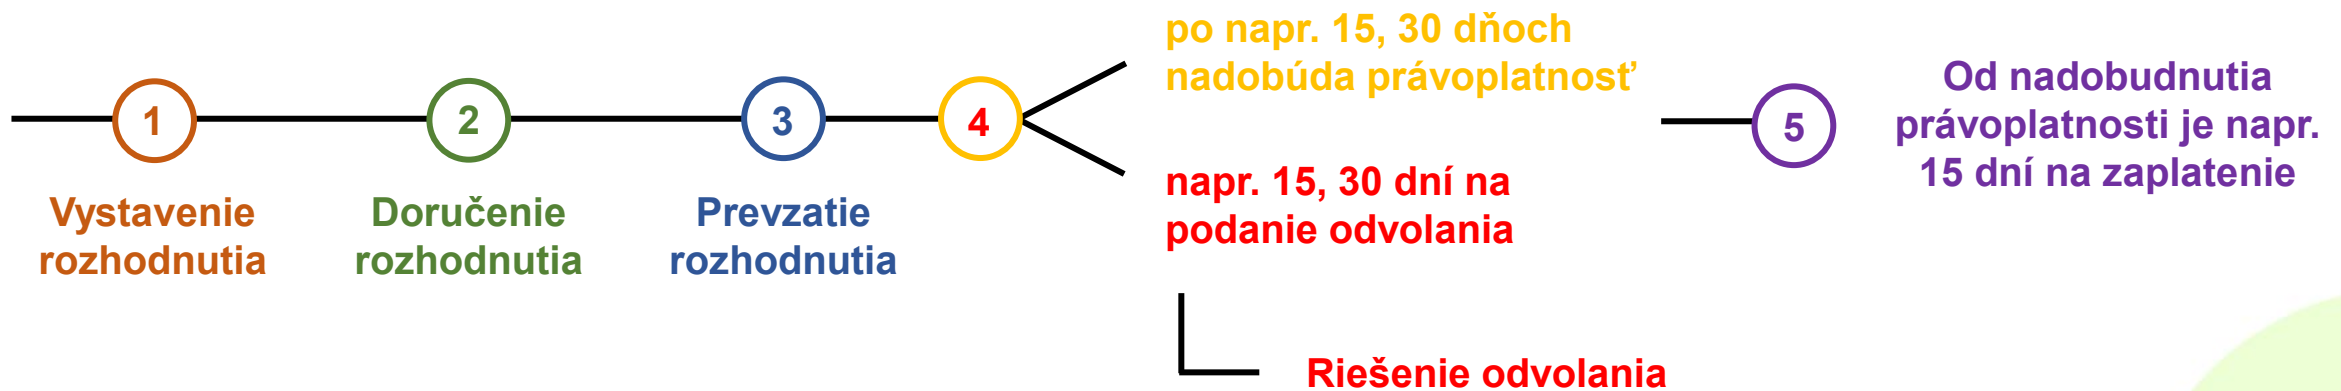 1
Vystavenie
rozhodnutia
2
Doručenie
rozhodnutia
3
Prevzatie
rozhodnutia
4
po napr. 15, 30 dňoch
nadobúda právoplatnosť
napr. 15, 30 dní na
podanie odvolania
Riešenie odvolania
5
Od nadobudnutia
právoplatnosti je napr.
15 dní na zaplatenie